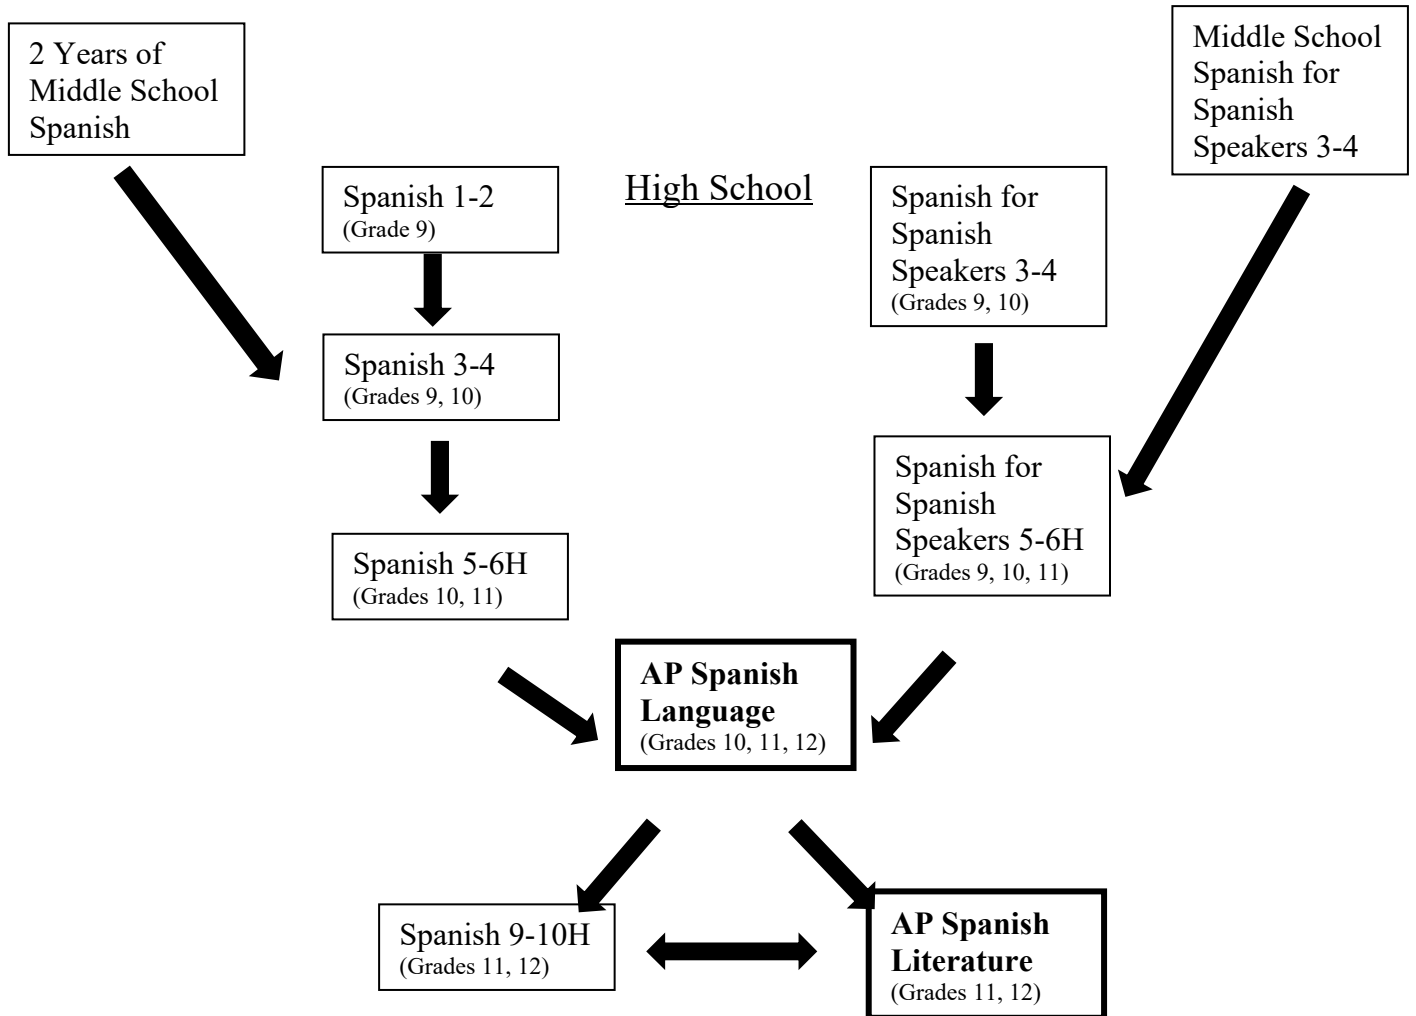 2 Years of
Middle School
Spanish
Middle School
Spanish for
Spanish
Speakers 3-4
Spanish 1-2
(Grade 9)
High School
Spanish for
Spanish
Speakers 3-4
(Grades 9, 10)
Spanish 3-4
(Grades 9, 10)
Spanish for
Spanish
Speakers 5-6H
(Grades 9, 10, 11)
Spanish 5-6H
(Grades 10, 11)
AP Spanish
Language
(Grades 10, 11, 12)
Spanish 9-10H
(Grades 11, 12)
AP Spanish
Literature
(Grades 11, 12)